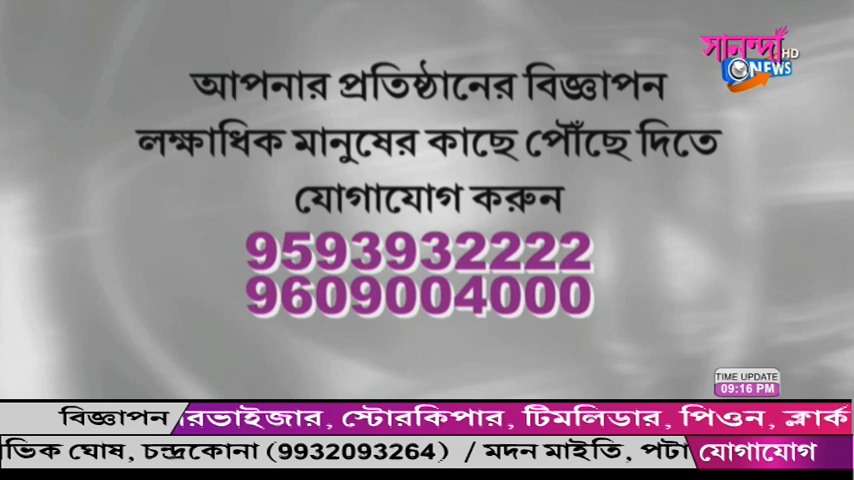 সানন্দা HD
NEWS
আপনার প্রতিষ্ঠানের বিজ্ঞাপন
লক্ষাধিক মানুষের কাছে পৌঁছে দিতে
যোগাযোগ করুন
9593932222
9609004000
TIME UPDATE
09:16 PM
বিজ্ঞাপন রভাইজার, স্টোরকিপার, টিমলিডার, পিওন, ক্লার্ক
ভিক ঘোষ, চন্দ্রকোনা (9932093264) / মদন মাইতি, পটা যোগাযোগ